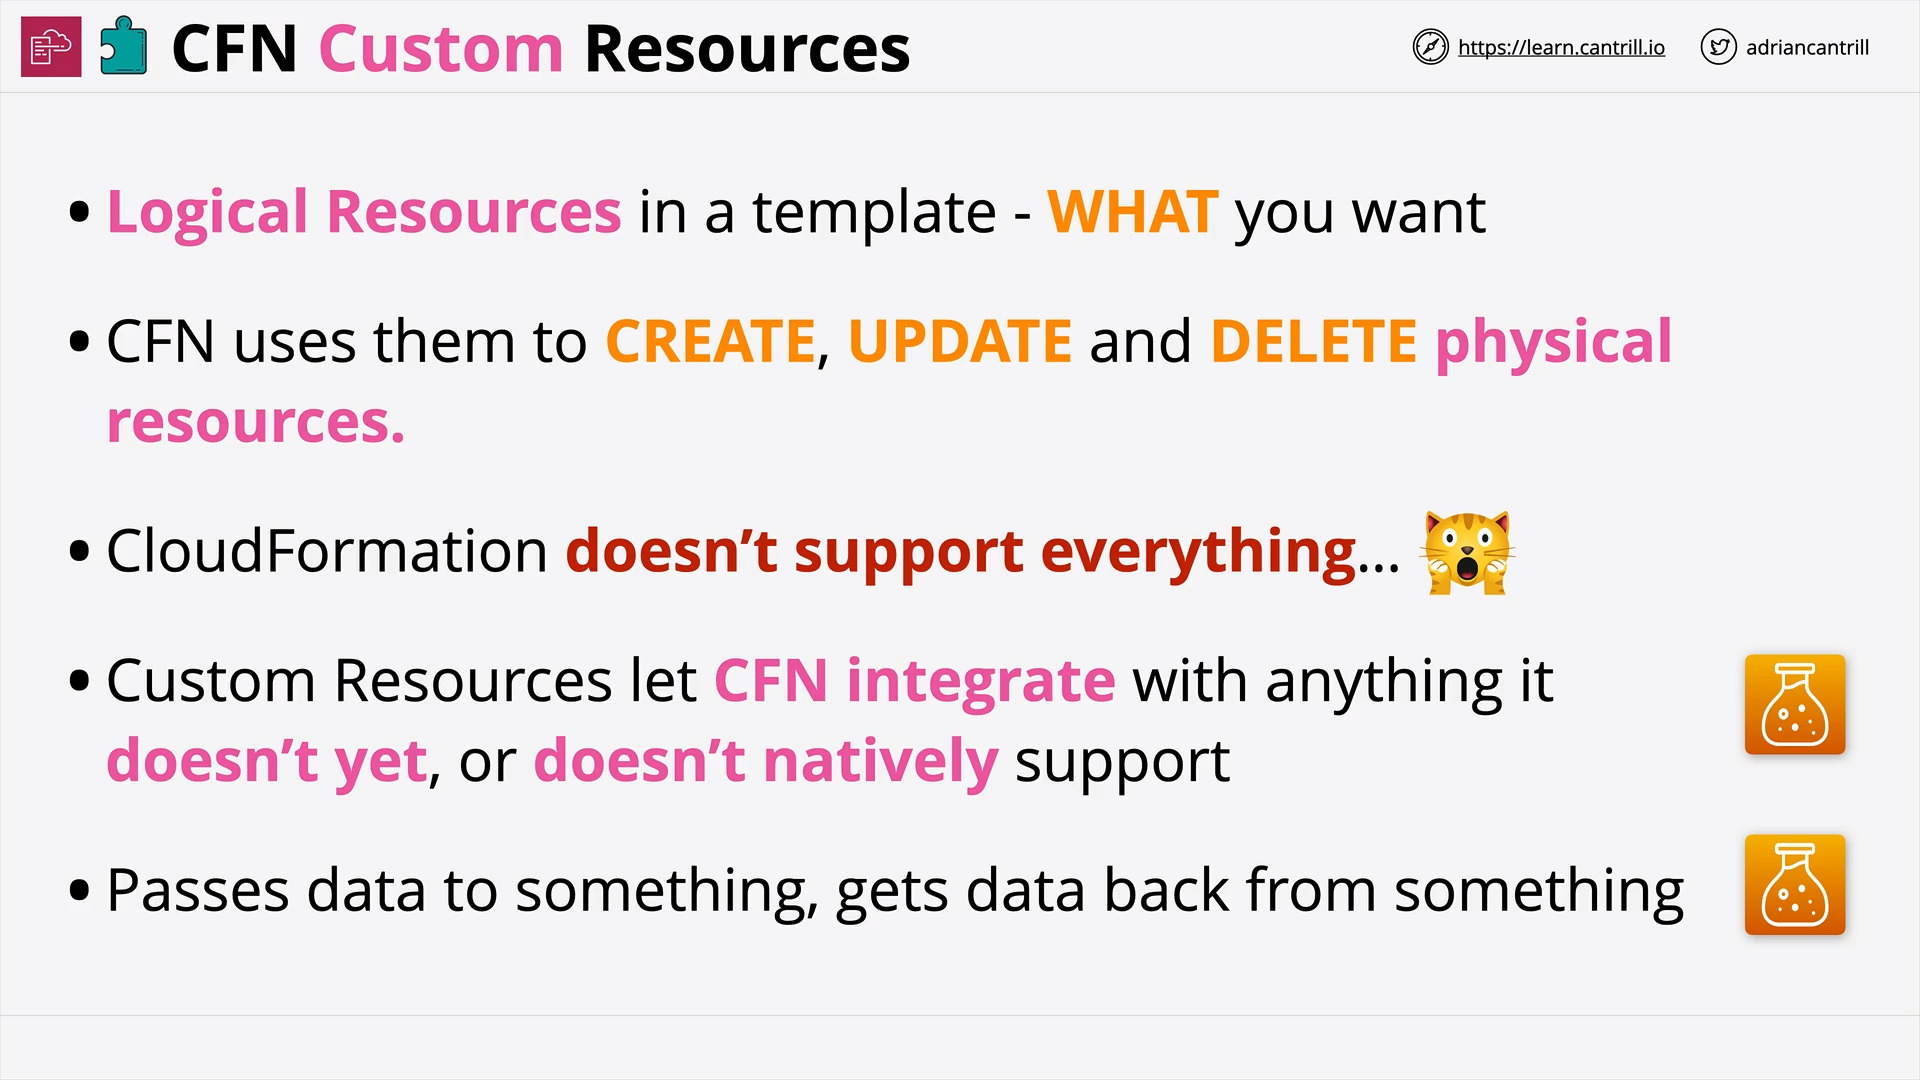 CFN Custom Resources
https://learn.cantrill.io
adriancantrill
• Logical Resources in a template - WHAT you want
• CFN uses them to CREATE, UPDATE and DELETE physical
resources.
• CloudFormation doesn’t support everything...
• Custom Resources let CFN integrate with anything it
doesn’t yet, or doesn’t natively support
• Passes data to something, gets data back from something